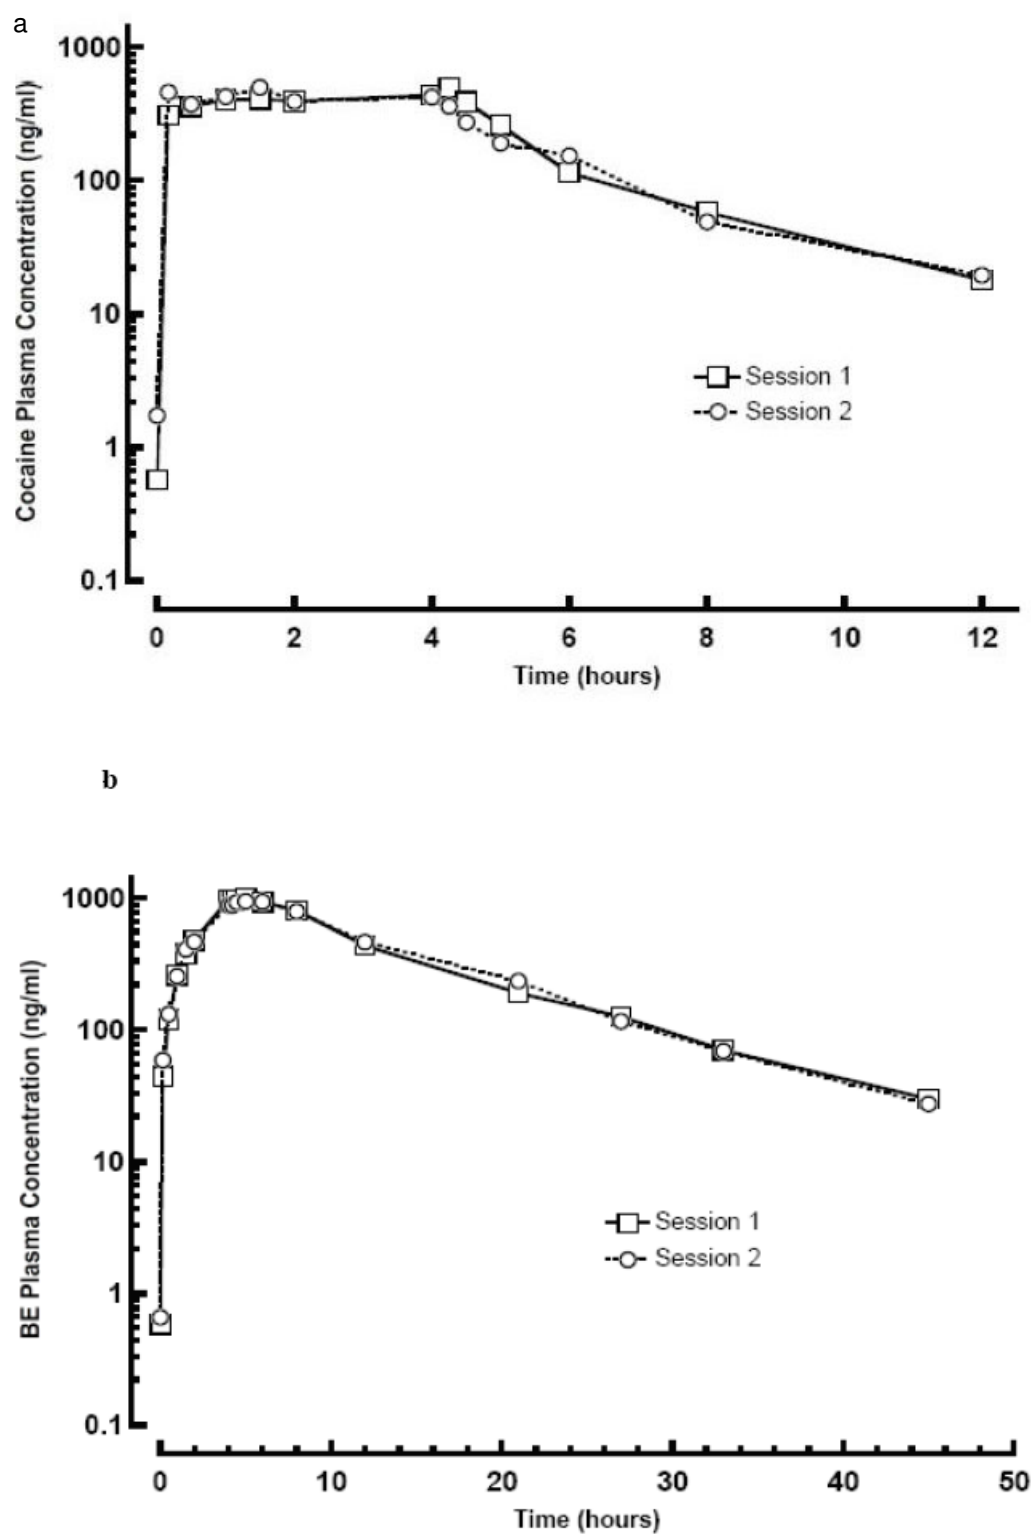 a
1000
100
10
1
0.1
Cocaine Plasma Concentration (ng/ml)
Session 1
Session 2
0 2 4 6 8 10 12
Time (hours)
b
1000
100
10
1
0.1
BE Plasma Concentration (ng/ml)
Session 1
Session 2
0 10 20 30 40 50
Time (hours)